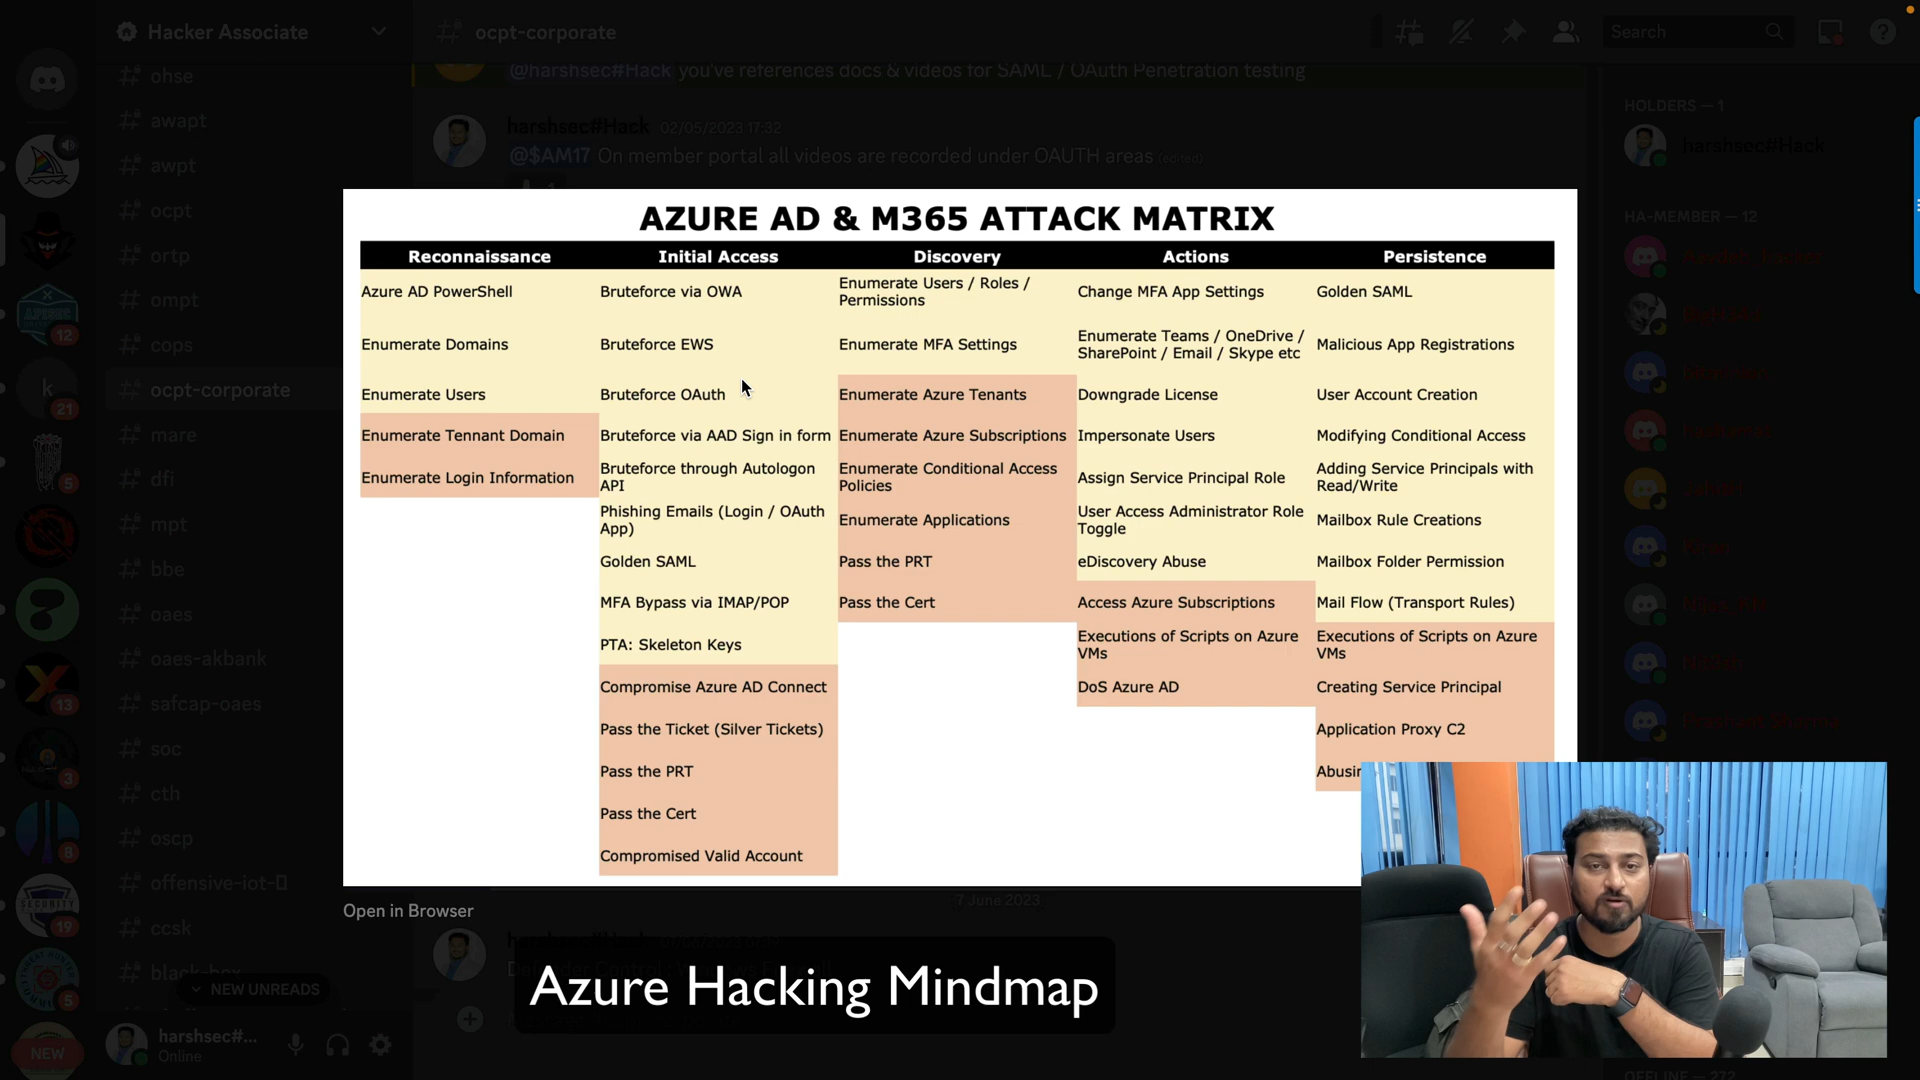 Hacker Associate
ocpt-corporate
Search
ohse
awapt
awpt
ocpt
ortp
ompt
cops
ocpt-corporate
mare
dfi
mpt
bbe
oaes
oaes-akbank
safcap-oaes
soc
cth
oscp
offensive-iot-
ccsk
black-box
NEW UNREADS
harshsec#...
Online
NEW
12
21
5
13
3
8
19
5
@harshsec#Hack you've references docs & videos for SAML / OAuth Penetration testing
harshsec#Hack 02/05/2023 17:32
@$AM17 On member portal all videos are recorded under OAUTH areas (edited)
HOLDERS — 1
harshsec#Hack
HA-MEMBER — 12
AZURE AD & M365 ATTACK MATRIX
Reconnaissance
Azure AD PowerShell
Enumerate Domains
Enumerate Users
Enumerate Tennant Domain
Enumerate Login Information
Initial Access
Bruteforce via OWA
Bruteforce EWS
Bruteforce OAuth
Bruteforce via AAD Sign in form
Bruteforce through Autologon
API
Phishing Emails (Login / OAuth
App)
Golden SAML
MFA Bypass via IMAP/POP
PTA: Skeleton Keys
Compromise Azure AD Connect
Pass the Ticket (Silver Tickets)
Pass the PRT
Pass the Cert
Compromised Valid Account
Discovery
Enumerate Users / Roles /
Permissions
Enumerate MFA Settings
Enumerate Azure Tenants
Enumerate Azure Subscriptions
Enumerate Conditional Access
Policies
Enumerate Applications
Pass the PRT
Pass the Cert
Actions
Change MFA App Settings
Enumerate Teams / OneDrive /
SharePoint / Email / Skype etc
Downgrade License
Impersonate Users
Assign Service Principal Role
User Access Administrator Role
Toggle
eDiscovery Abuse
Access Azure Subscriptions
Executions of Scripts on Azure
VMs
DoS Azure AD
Persistence
Golden SAML
Malicious App Registrations
User Account Creation
Modifying Conditional Access
Adding Service Principals with
Read/Write
Mailbox Rule Creations
Mailbox Folder Permission
Mail Flow (Transport Rules)
Executions of Scripts on Azure
VMs
Creating Service Principal
Application Proxy C2
Open in Browser
7 June 2023
Azure Hacking Mindmap